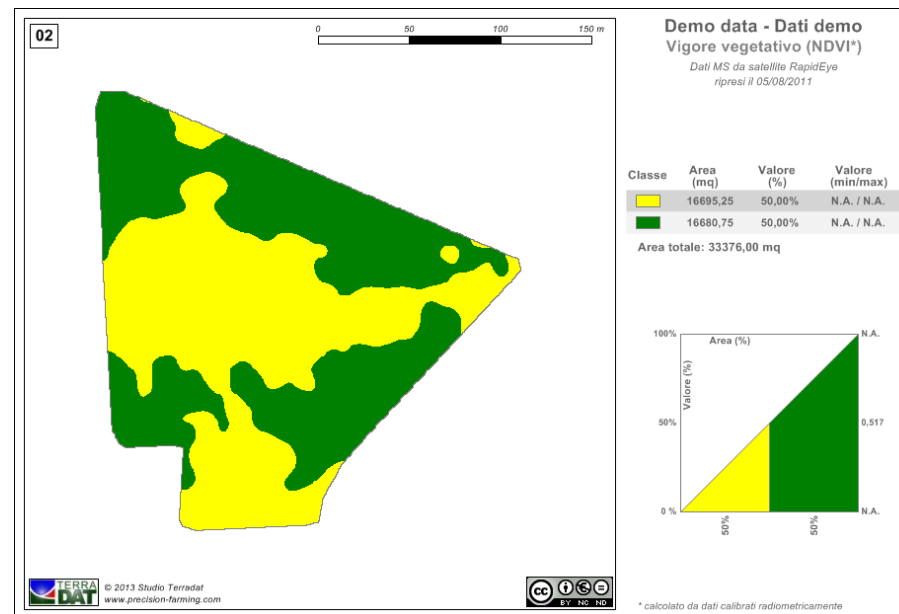 02
0 50 100 150 m
Demo data - Dati demo
Vigore vegetativo (NDVI*)
Dati MS da satellite RapidEye
ripresi il 05/08/2011
Classe Area (mq) Valore (%) Valore (min/max)
16695,25 50,00% N.A. / N.A.
16680,75 50,00% N.A. / N.A.
Area totale: 33376,00 mq
100% Area (%) N.A.
Valore (%)
50% 0,517
0 % N.A.
50% 50%
TERRA
DAT
© 2013 Studio Terradat
www.precision-farming.com
cc
BY NC ND
* calcolato da dati calibrati radiometricamente